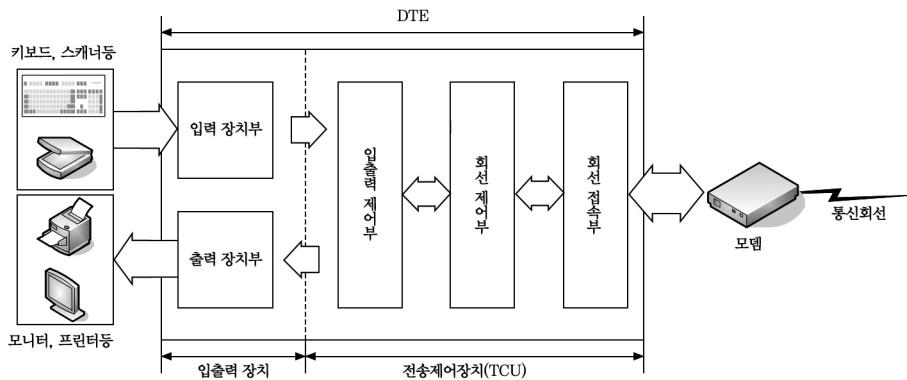 DTE
키보드, 스캐너등
입력 장치부
출력 장치부
입출력 제어부
회선 제어부
회선 접속부
모뎀
통신회선
모니터, 프린터등
입출력 장치
전송제어장치(TCU)